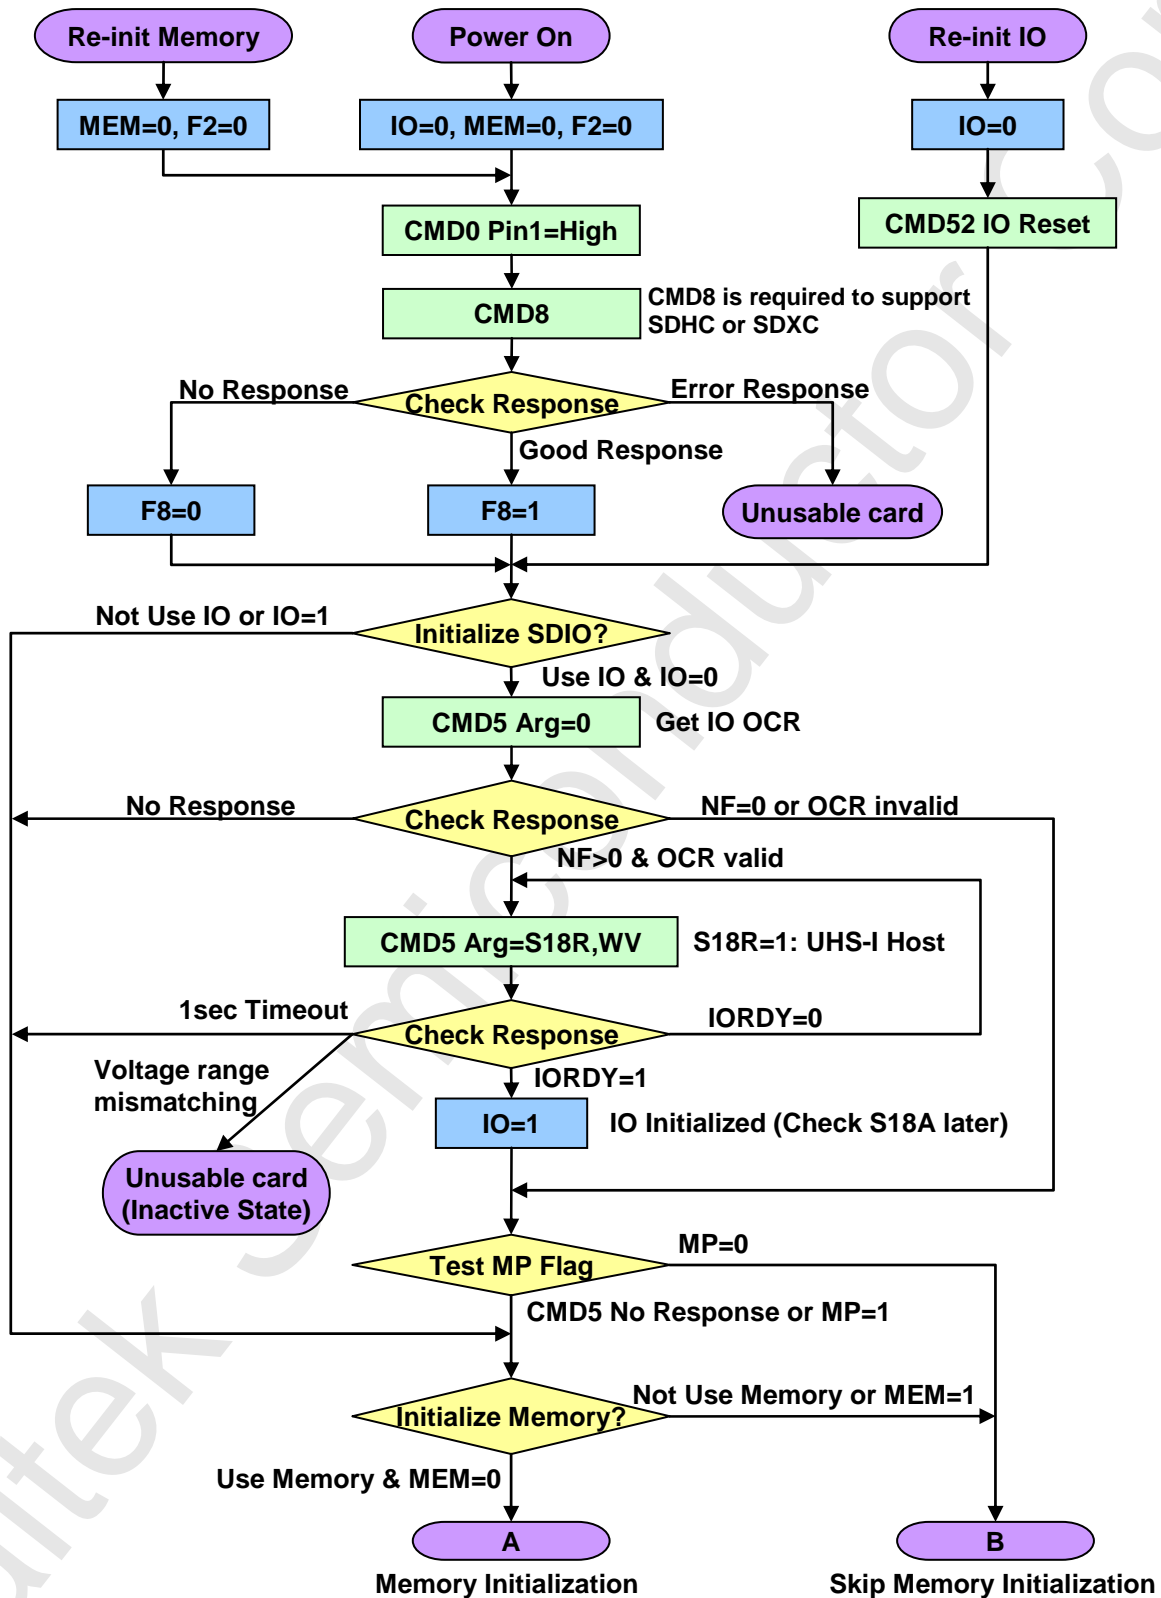 Re-init Memory
Power On
Re-init IO
MEM=0, F2=0
IO=0, MEM=0, F2=0
IO=0
CMD0 Pin1=High
CMD52 IO Reset
CMD8
CMD8 is required to support
SDHC or SDXC
No Response
Check Response
Error Response
Good Response
F8=0
F8=1
Unusable card
Not Use IO or IO=1
Initialize SDIO?
Use IO & IO=0
CMD5 Arg=0
Get IO OCR
No Response
Check Response
NF=0 or OCR invalid
NF>0 & OCR valid
CMD5 Arg=S18R,WV
S18R=1: UHS-I Host
1sec Timeout
Check Response
IORDY=0
Voltage range
mismatching
IORDY=1
IO=1
IO Initialized (Check S18A later)
Unusable card
(Inactive State)
Test MP Flag
MP=0
CMD5 No Response or MP=1
Initialize Memory?
Not Use Memory or MEM=1
Use Memory & MEM=0
A
B
Memory Initialization
Skip Memory Initialization